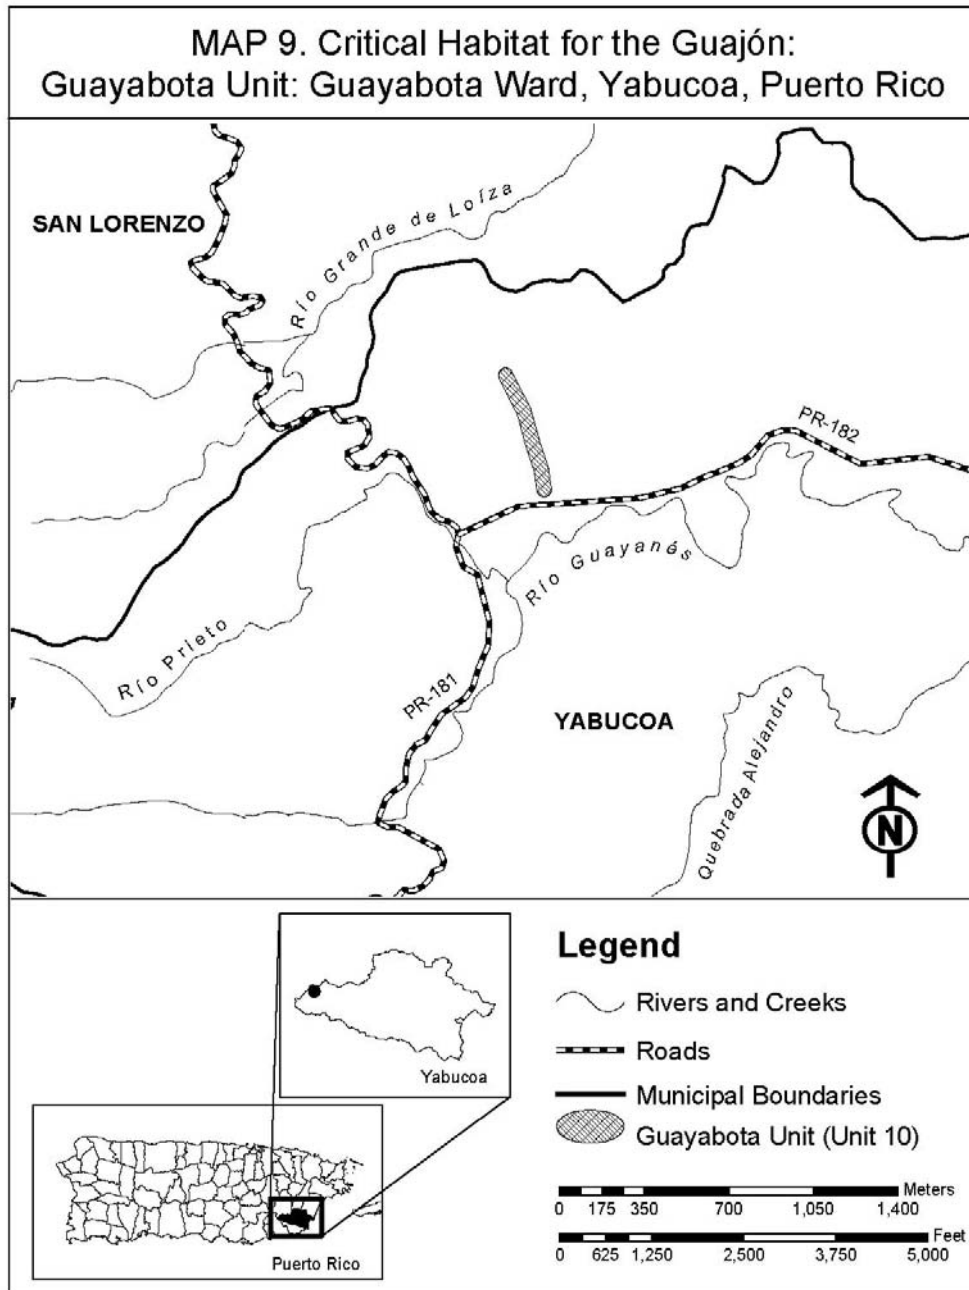 MAP 9. Critical Habitat for the Guajón:
Guayabota Unit: Guayabota Ward, Yabucoa, Puerto Rico
SAN LORENZO
Río Grande de Loíza
PR-182
Río Guayanés
Río Prieto
PR-181
YABUCOA
Quebrada Alejandro
N
Yabucoa
Puerto Rico
Legend
Rivers and Creeks
Roads
Municipal Boundaries
Guayabota Unit (Unit 10)
Meters
0 175 350 700 1,050 1,400
Feet
0 625 1,250 2,500 3,750 5,000